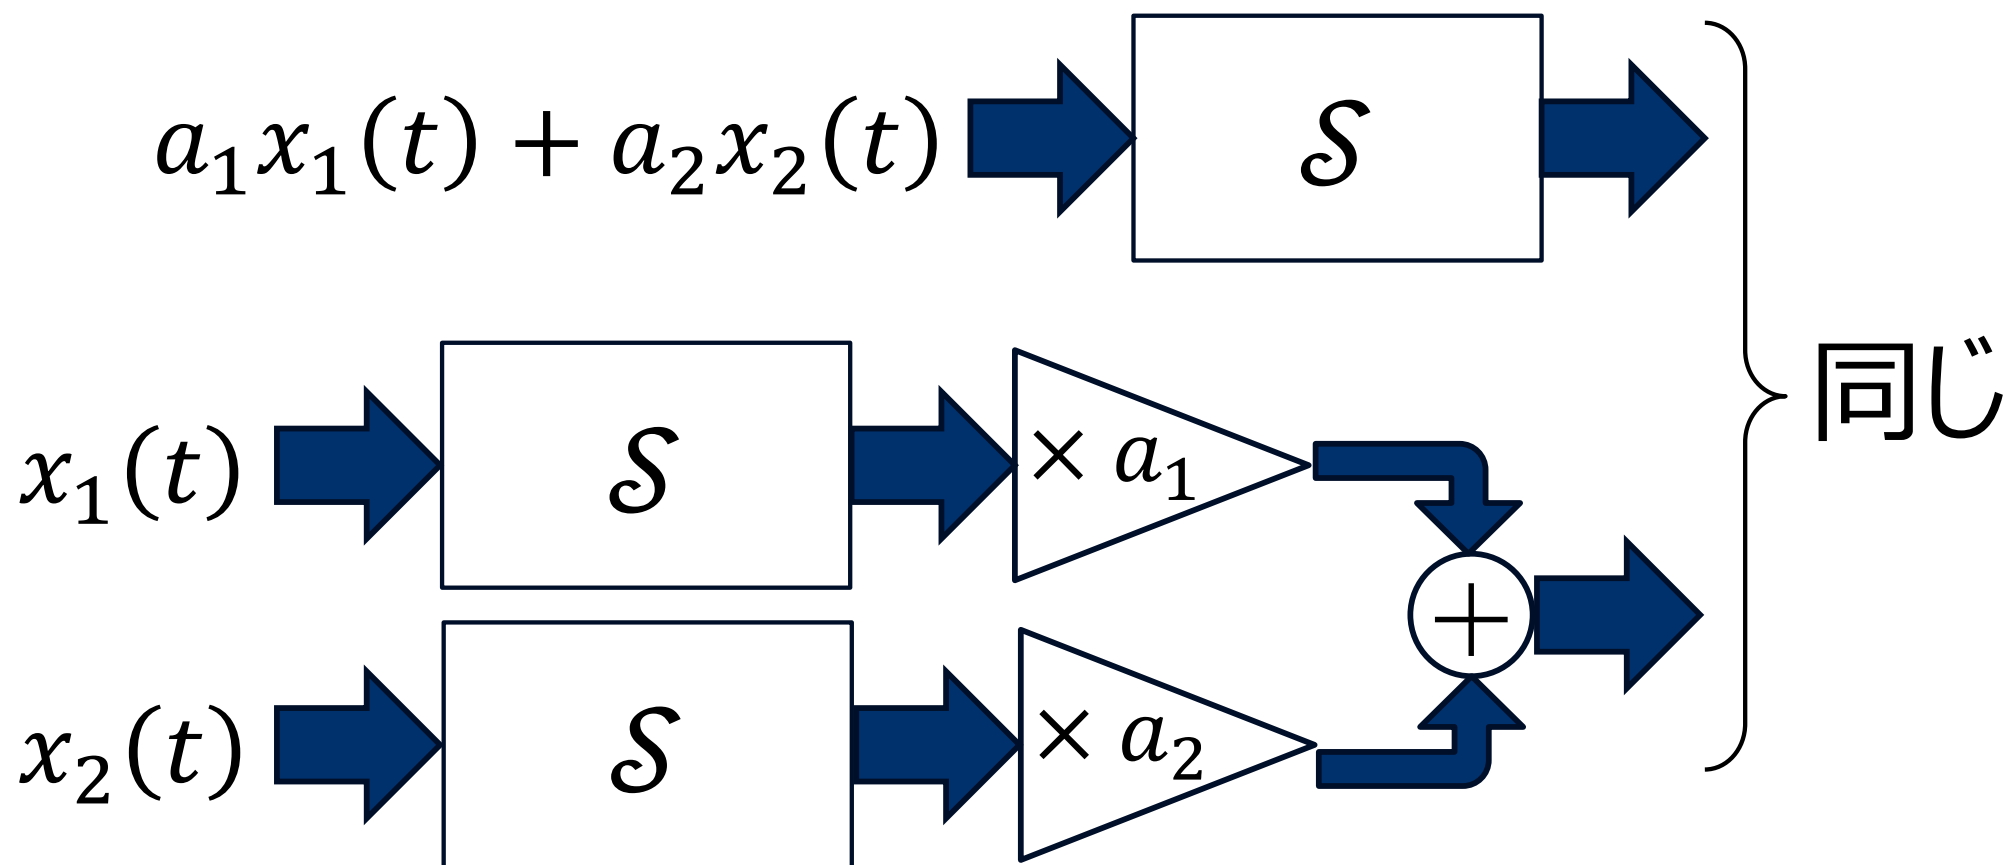 a₁x₁(t) + a₂x₂(t)
𝒮
同じ
x₁(t)
𝒮
× a₁
+
x₂(t)
𝒮
× a₂